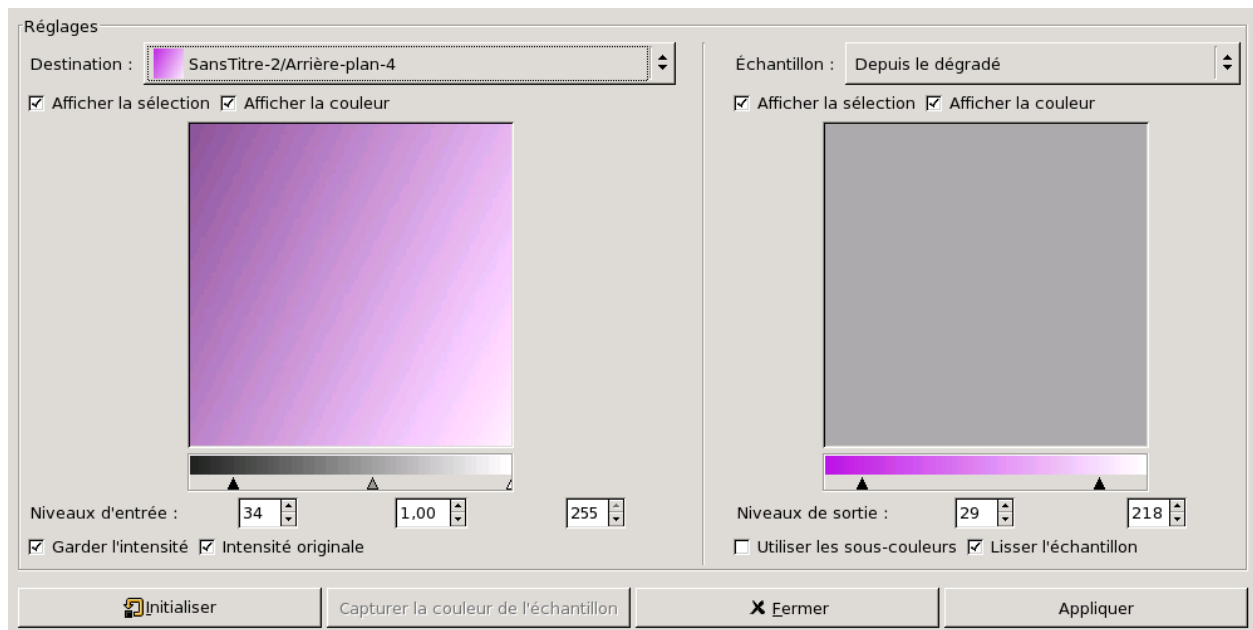 Réglages
Destination : SansTitre-2/Arrière-plan-4
Échantillon : Depuis le dégradé
Afficher la sélection Afficher la couleur
Afficher la sélection Afficher la couleur
Niveaux d'entrée : 34 1,00 255
Niveaux de sortie : 29 218
Garder l'intensité Intensité originale
Utiliser les sous-couleurs Lisser l'échantillon
Initialiser
Capturer la couleur de l'échantillon
Fermer
Appliquer